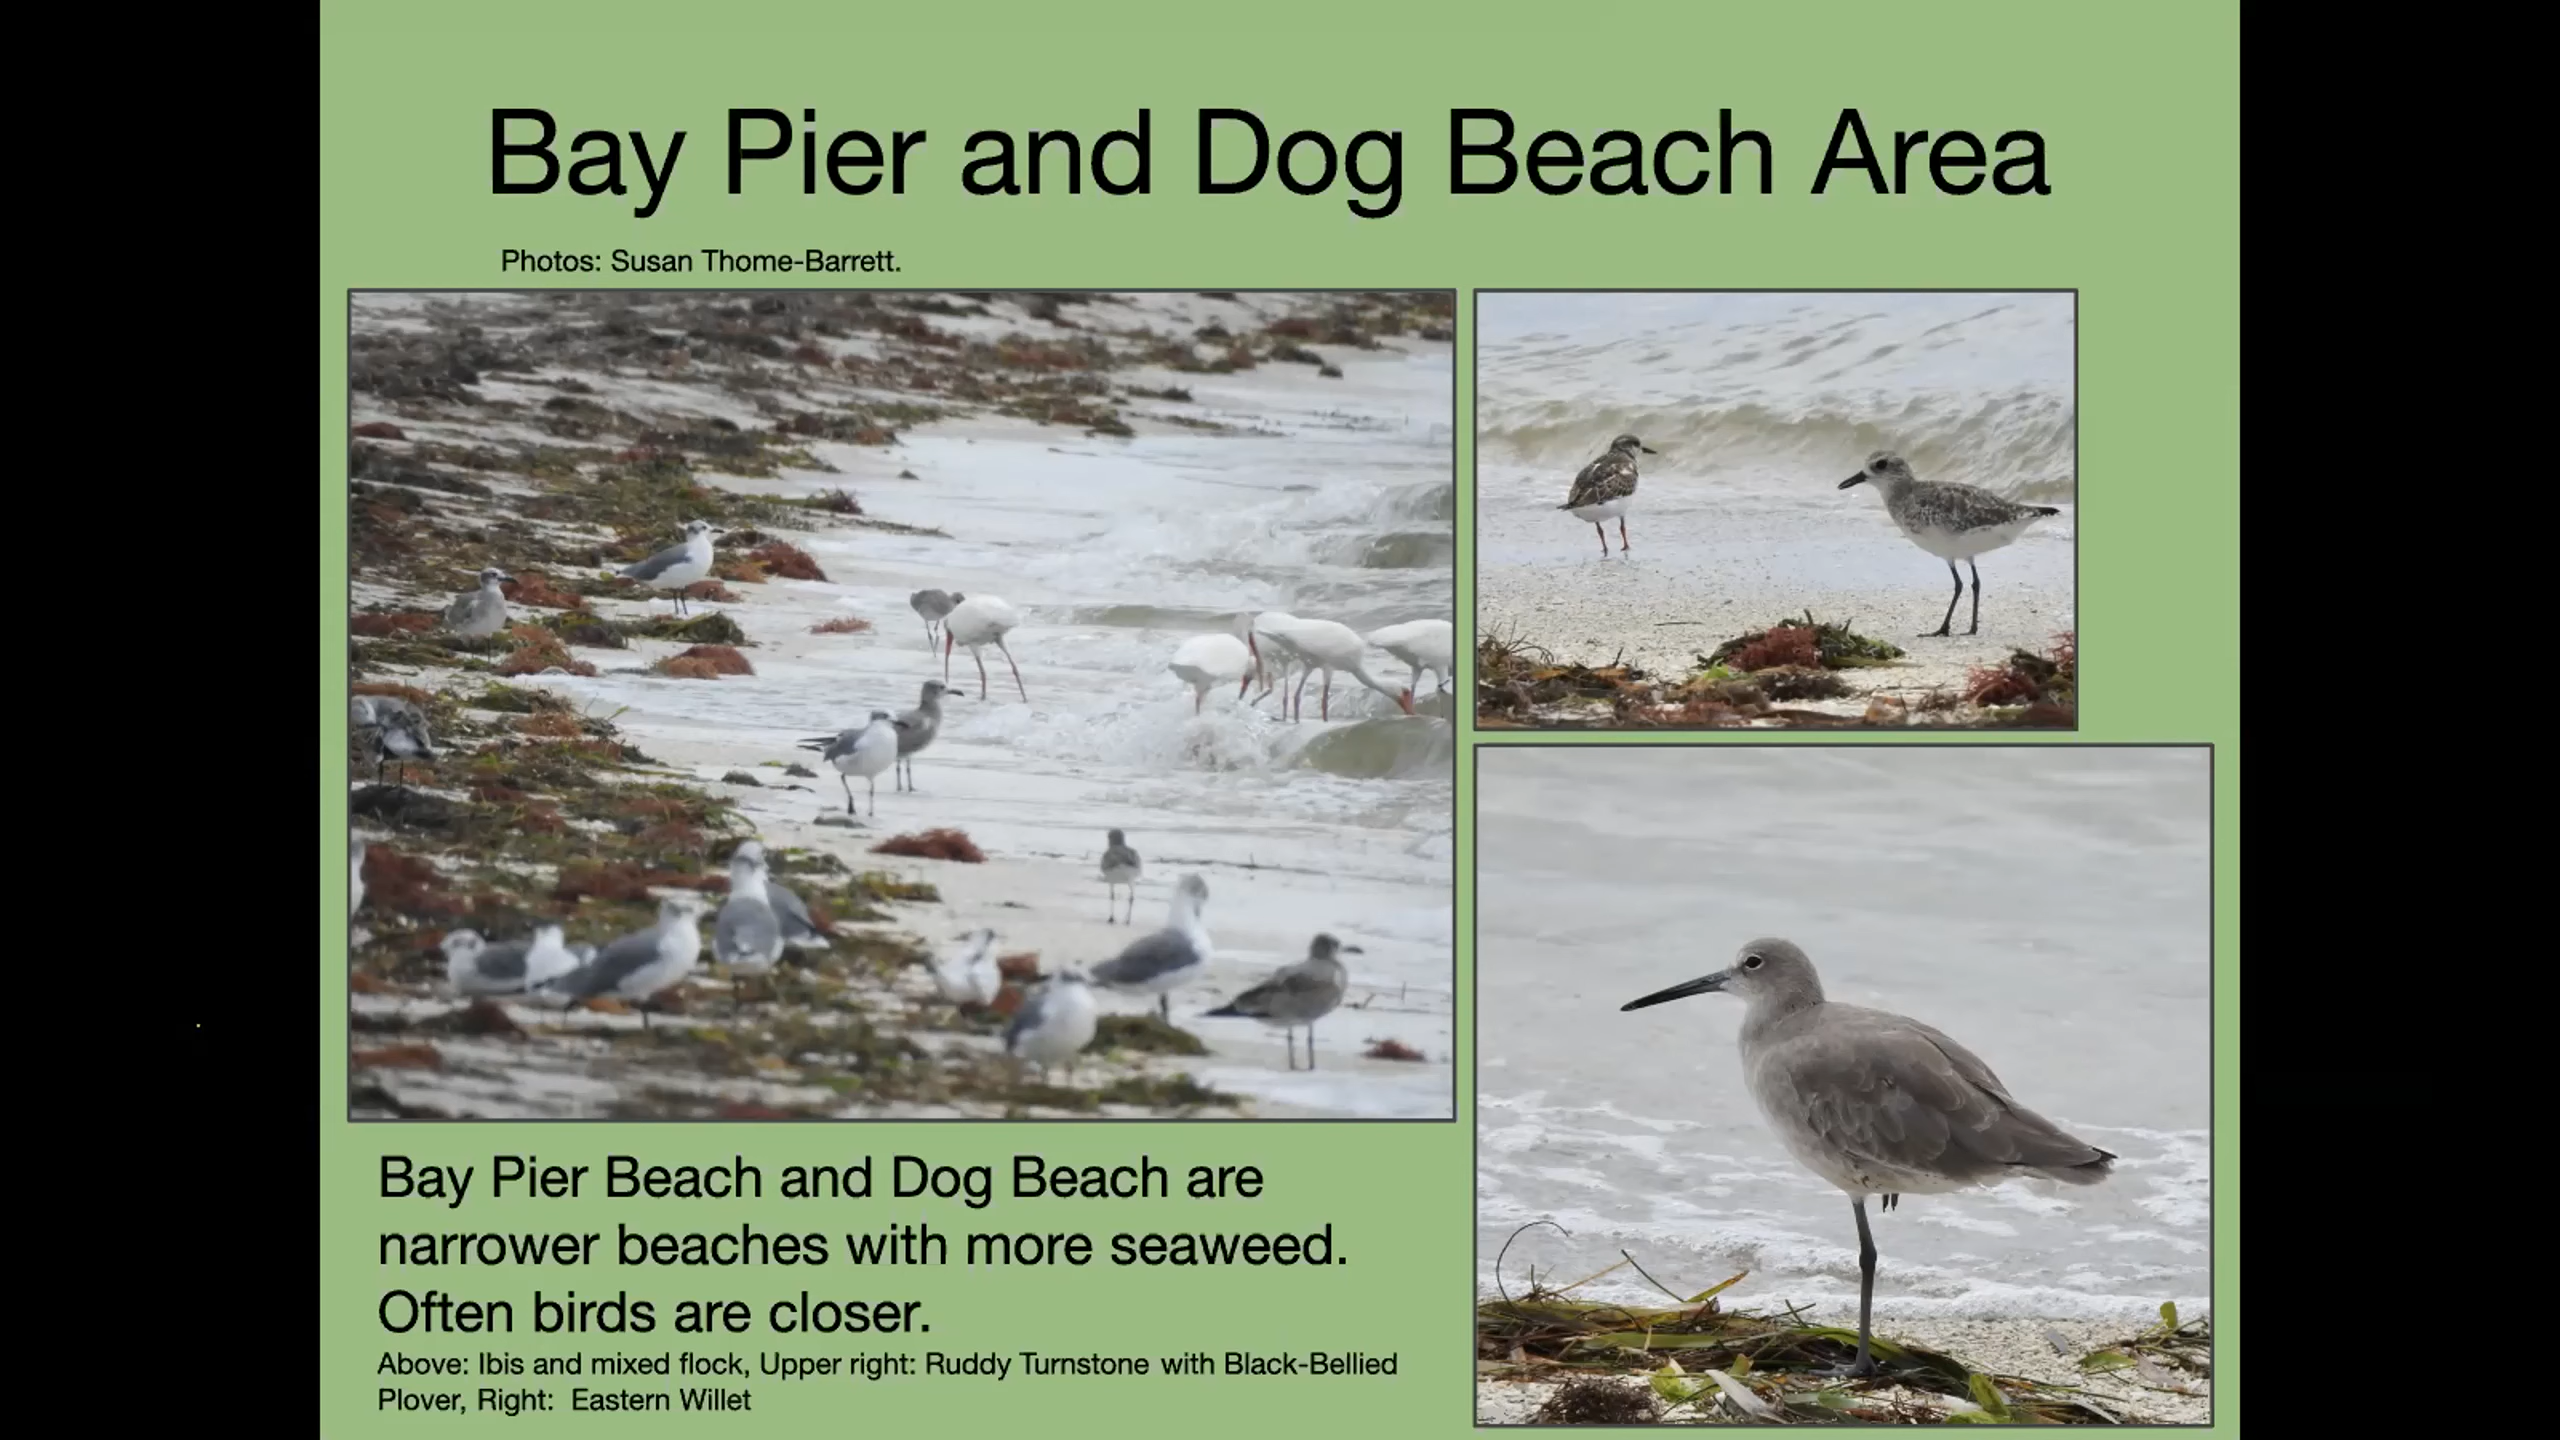 Bay Pier and Dog Beach Area
Photos: Susan Thome-Barrett.
Bay Pier Beach and Dog Beach are
narrower beaches with more seaweed.
Often birds are closer.
Above: Ibis and mixed flock, Upper right: Ruddy Turnstone with Black-Bellied
Plover, Right:  Eastern Willet